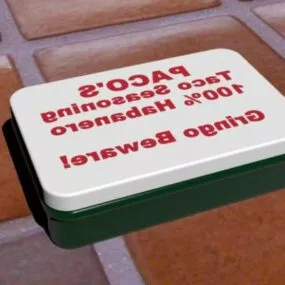 PACO'S
Taco Seasoning
100% Habanero
Gringo Beware!